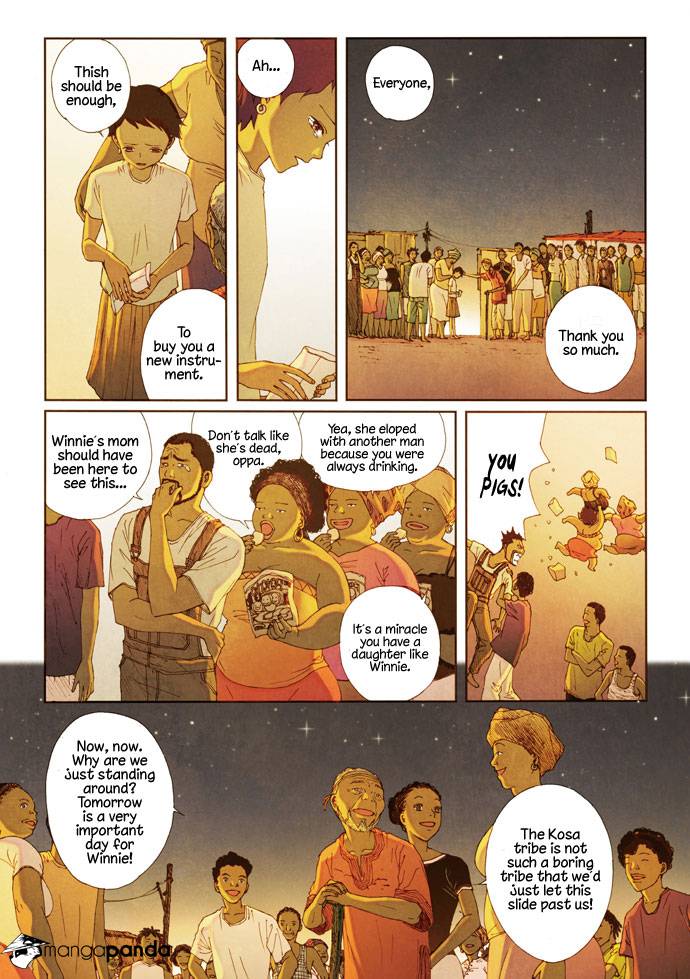 Thish
should be
enough,
To
buy you a
new instru-
ment.
Ah...
Everyone,
Thank you
so much.
Winnie's mom
should have
been here to
see this...
Don't talk like
she's dead,
oppa.
Yea, she eloped
with another man
because you were
always drinking.
It's a miracle
you have a
daughter like
Winnie.
YOU
PIGS!
Now, now.
Why are we
just standing
around?
Tomorrow
is a very
important
day for
Winnie!
The Kosa
tribe is not
such a boring
tribe that we'd
just let this
slide past us!
mangapanda